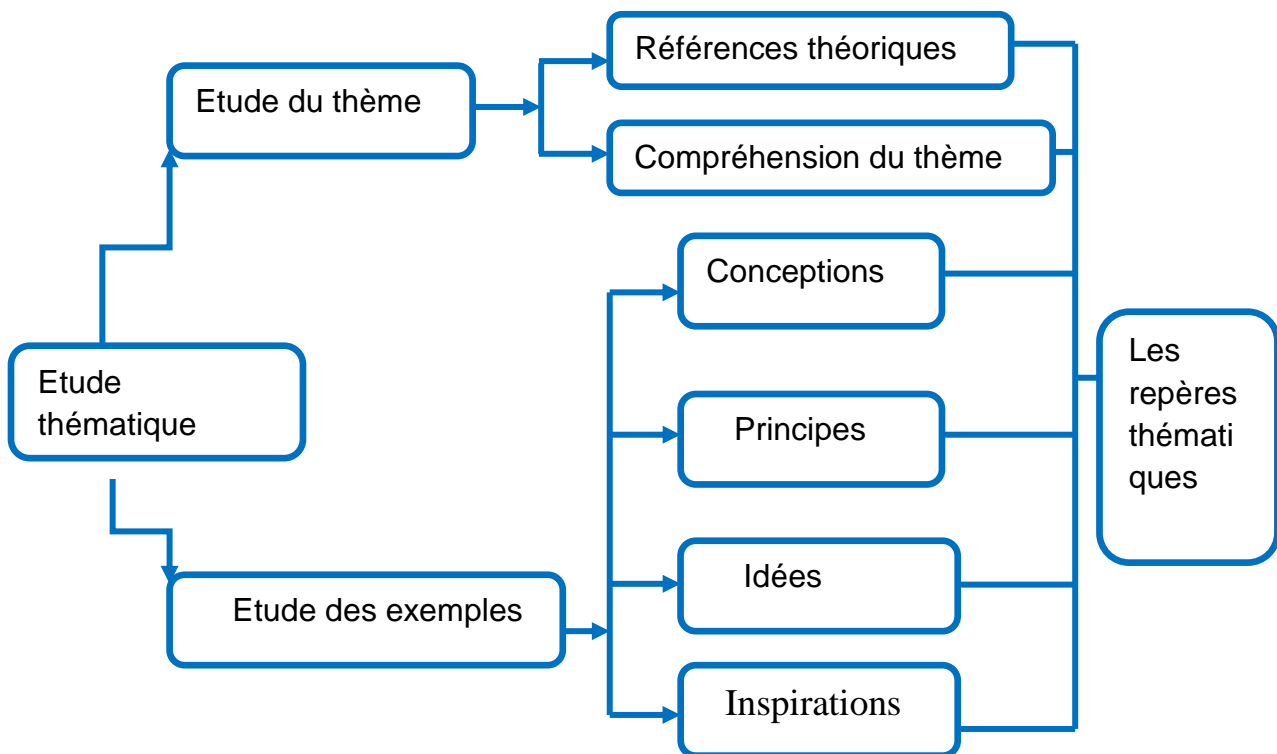 Références théoriques
Etude du thème
Compréhension du thème
Conceptions
Etude
thématique
Les
repères
thémati
ques
Principes
Idées
Etude des exemples
Inspirations